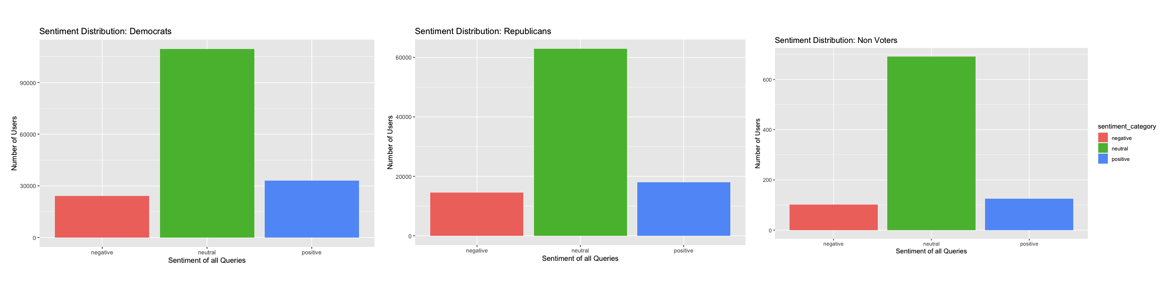 Sentiment Distribution: Democrats
Number of Users
90000
60000
30000
0
negative neutral positive
Sentiment of all Queries
Sentiment Distribution: Republicans
Number of Users
60000
40000
20000
0
negative neutral positive
Sentiment of all Queries
Sentiment Distribution: Non Voters
Number of Users
600
400
200
0
negative neutral positive
Sentiment of all Queries
sentiment_category
negative
neutral
positive